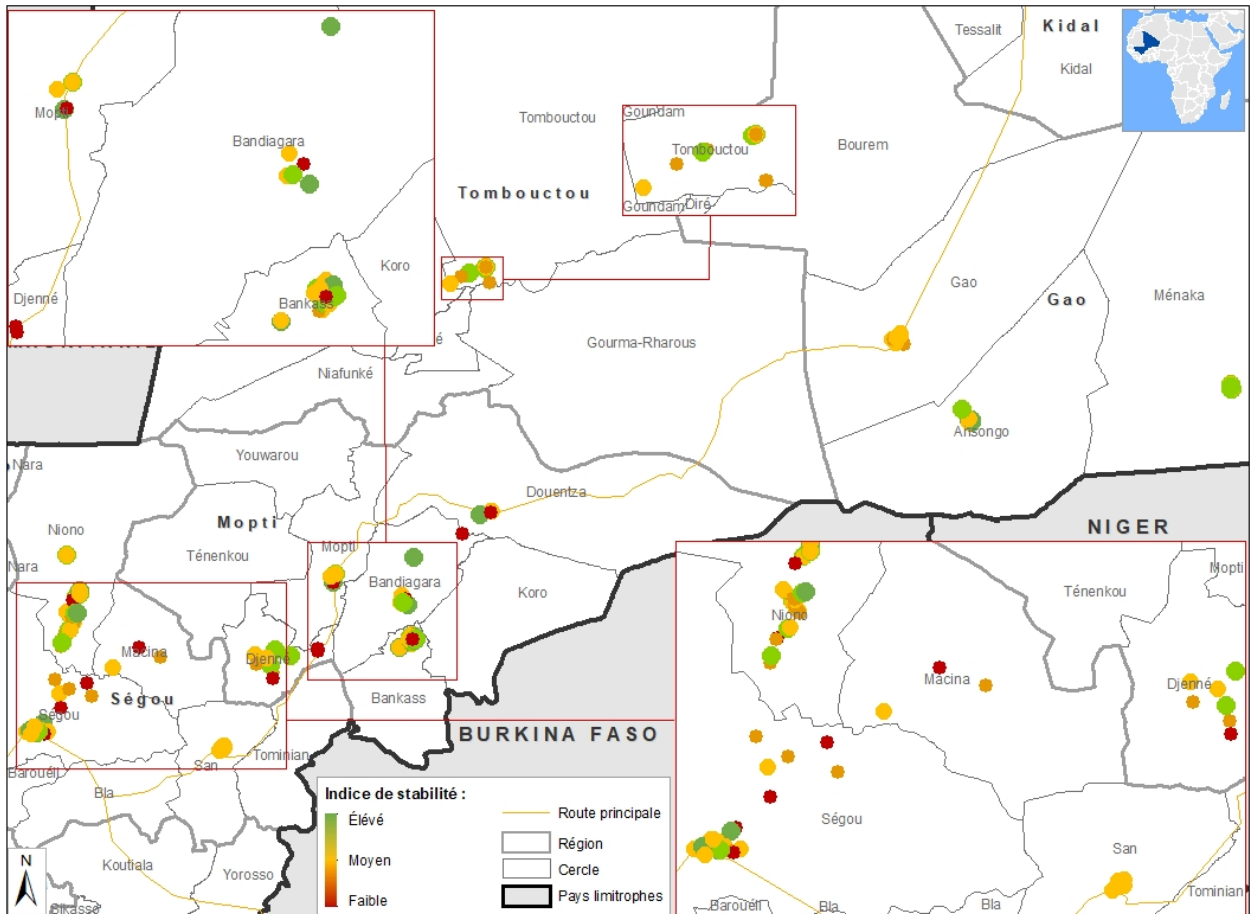 Tessalit
Kidal
Kidal
Mopti
Bandiagara
Koro
Bankass
Djenné
Tombouctou
Tombouctou
Goundam
Tombouctou
Goundam
Diré
Bourem
Gao
Gao
Ménaka
Ansongo
Gourma-Rharous
é
Niafunké
Nara
Youwarou
Douentza
Niono
Mopti
Ténenkou
Mopti
Bandiagara
Koro
NIGER
Nara
Macina
Djenné
Ségou
Ségou
Bankass
BURKINA FASO
San
Tominian
Barouéli
Bla
Koutiala
Yorosso
Sikasso
N
Indice de stabilité :
Élévé
Moyen
Faible
Route principale
Région
Cercle
Pays limitrophes
Mopti
Ténenkou
Niono
Macina
Djenné
Ségou
San
Tominian
Barouéli
Bla
Bla